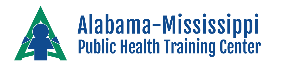 Alabama-Mississippi
Public Health Training Center